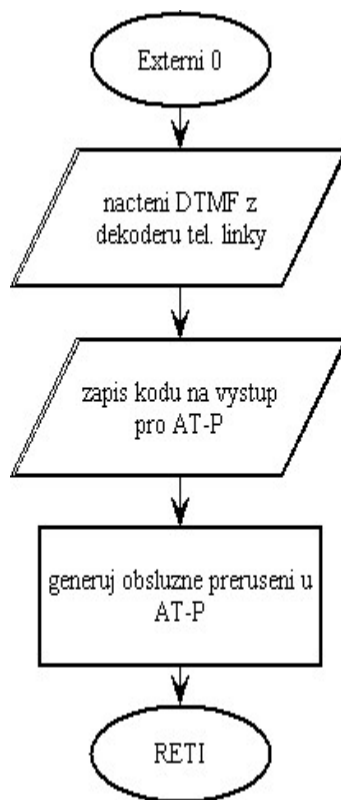 Externi 0
nacteni DTMF z
dekoderu tel. linky
zapis kodu na vystup
pro AT-P
generuj obsluzne preruseni u
AT-P
RETI